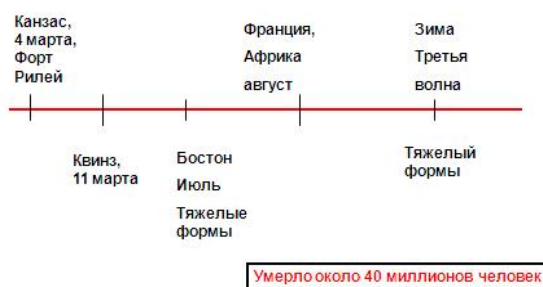 Канзас,
4 марта,
Форт
Рилей
Франция,
Африка
август
Зима
Третья
волна
Квинз,
11 марта
Бостон
Июль
Тяжелые
формы
Тяжелый
формы
Умерло около 40 миллионов человек